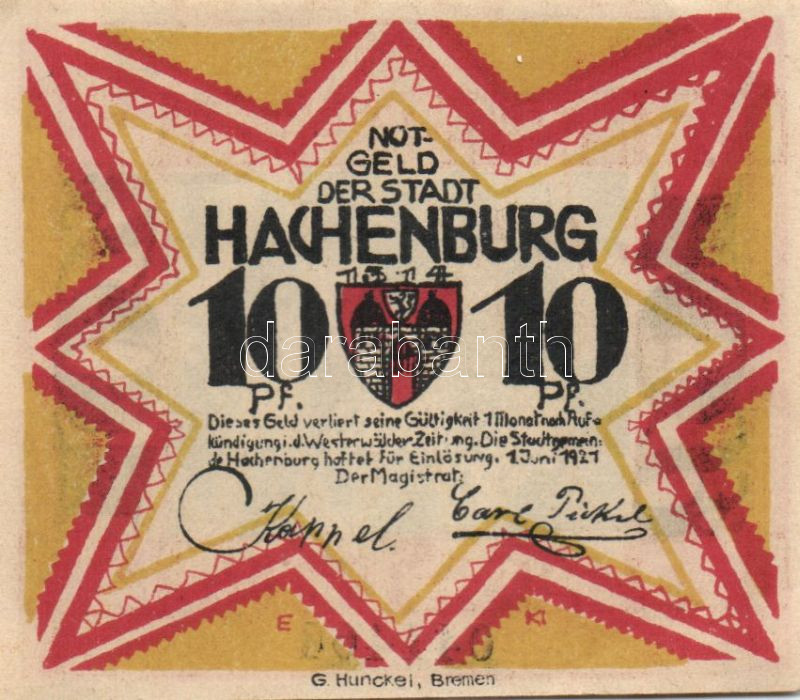 NOT-
GELD
DER STADT
HACHENBURG
10 10
Pf. Pf.
Dieses Geld verliert seine Gültigkeit 1 Monat nach Auf-
kündigung i.d. Westerwälder Zeitung. Die Stadtgemein-
de Hachenburg haftet für Einlösung. 1. Juni 1921
Der Magistrat:
Kappel. Carl Pickel
E
G. Hunckel, Bremen
darabanth